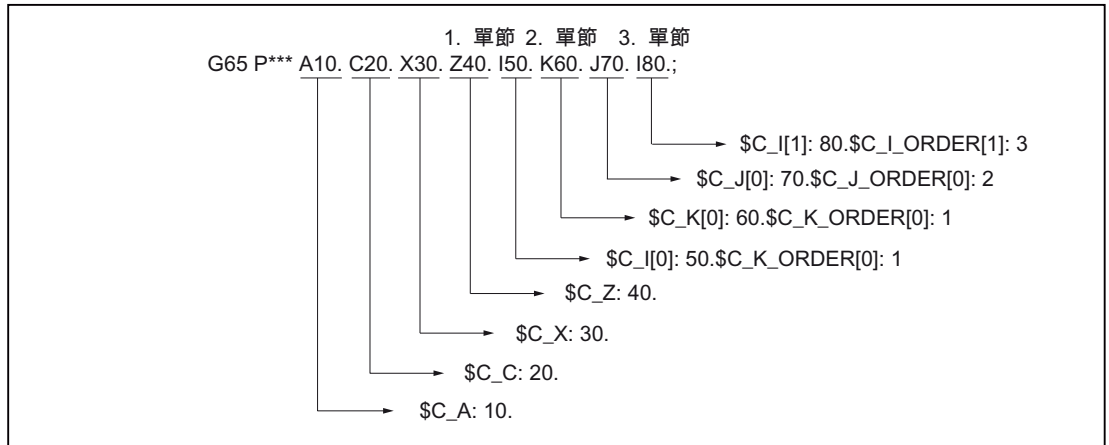 1. 單節 2. 單節 3. 單節
G65 P*** A10. C20. X30. Z40. I50. K60. J70. I80.;
$C_I[1]: 80.$C_I_ORDER[1]: 3
$C_J[0]: 70.$C_J_ORDER[0]: 2
$C_K[0]: 60.$C_K_ORDER[0]: 1
$C_I[0]: 50.$C_K_ORDER[0]: 1
$C_Z: 40.
$C_X: 30.
$C_C: 20.
$C_A: 10.